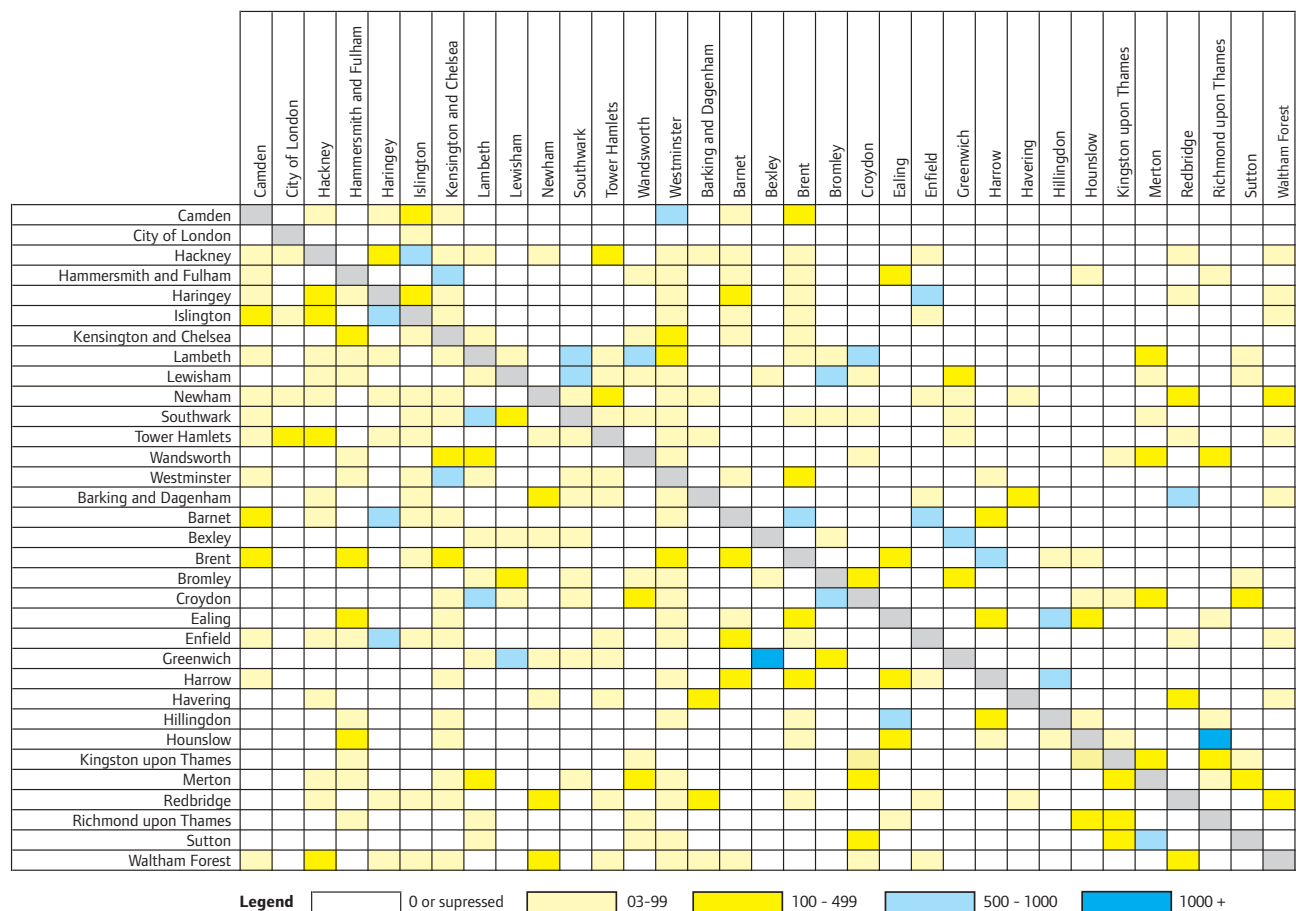 Camden
City of London
Hackney
Hammersmith and Fulham
Haringey
Islington
Kensington and Chelsea
Lambeth
Lewisham
Newham
Southwark
Tower Hamlets
Wandsworth
Westminster
Barking and Dagenham
Barnet
Bexley
Brent
Bromley
Croydon
Ealing
Enfield
Greenwich
Harrow
Havering
Hillingdon
Hounslow
Kingston upon Thames
Merton
Redbridge
Richmond upon Thames
Sutton
Waltham Forest
Camden
City of London
Hackney
Hammersmith and Fulham
Haringey
Islington
Kensington and Chelsea
Lambeth
Lewisham
Newham
Southwark
Tower Hamlets
Wandsworth
Westminster
Barking and Dagenham
Barnet
Bexley
Brent
Bromley
Croydon
Ealing
Enfield
Greenwich
Harrow
Havering
Hillingdon
Hounslow
Kingston upon Thames
Merton
Redbridge
Richmond upon Thames
Sutton
Waltham Forest
Legend 0 or supressed 03-99 100 - 499 500 - 1000 1000 +